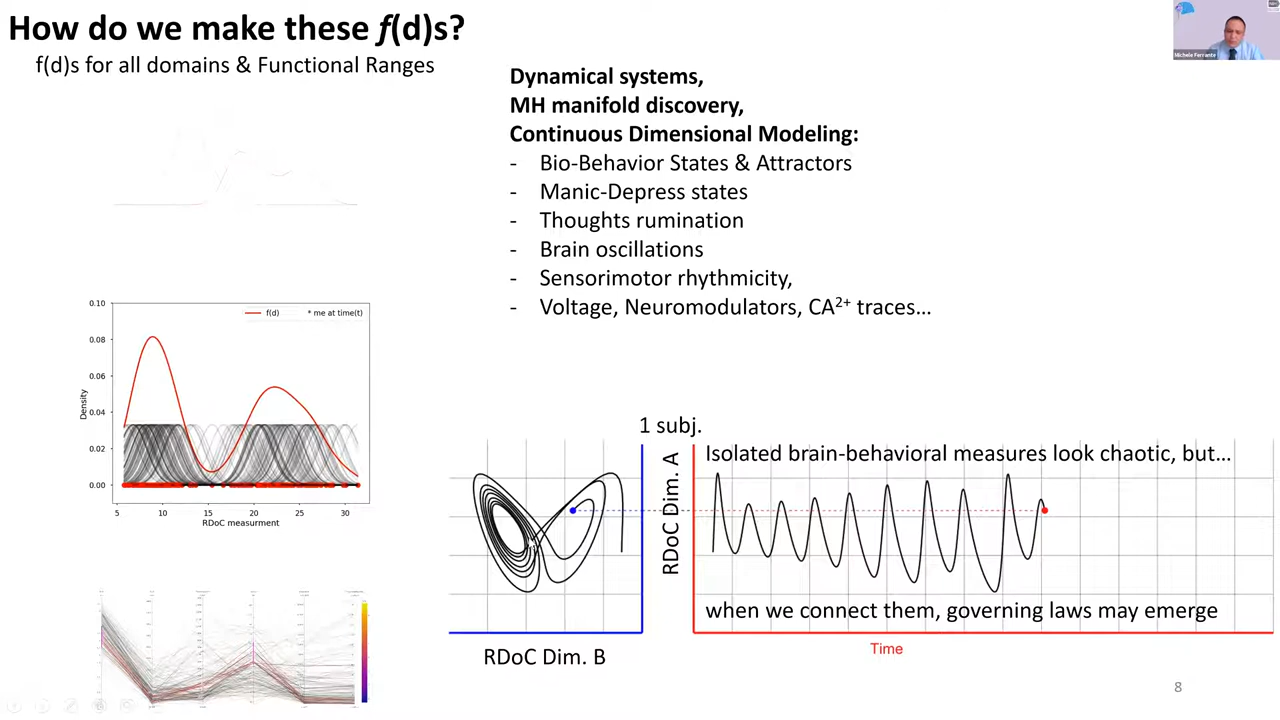 How do we make these f(d)s?
f(d)s for all domains & Functional Ranges
Michele Ferrante
Dynamical systems,
MH manifold discovery,
Continuous Dimensional Modeling:
- Bio-Behavior States & Attractors
- Manic-Depress states
- Thoughts rumination
- Brain oscillations
- Sensorimotor rhythmicity,
- Voltage, Neuromodulators, CA2+ traces…
0.10
0.08
0.06
0.04
0.02
0.00
Density
f(d)
* me at time(t)
5 10 15 20 25 30
RDoC measurment
1 subj.
RDoC Dim. A
Isolated brain-behavioral measures look chaotic, but…
when we connect them, governing laws may emerge
RDoC Dim. B
Time
8